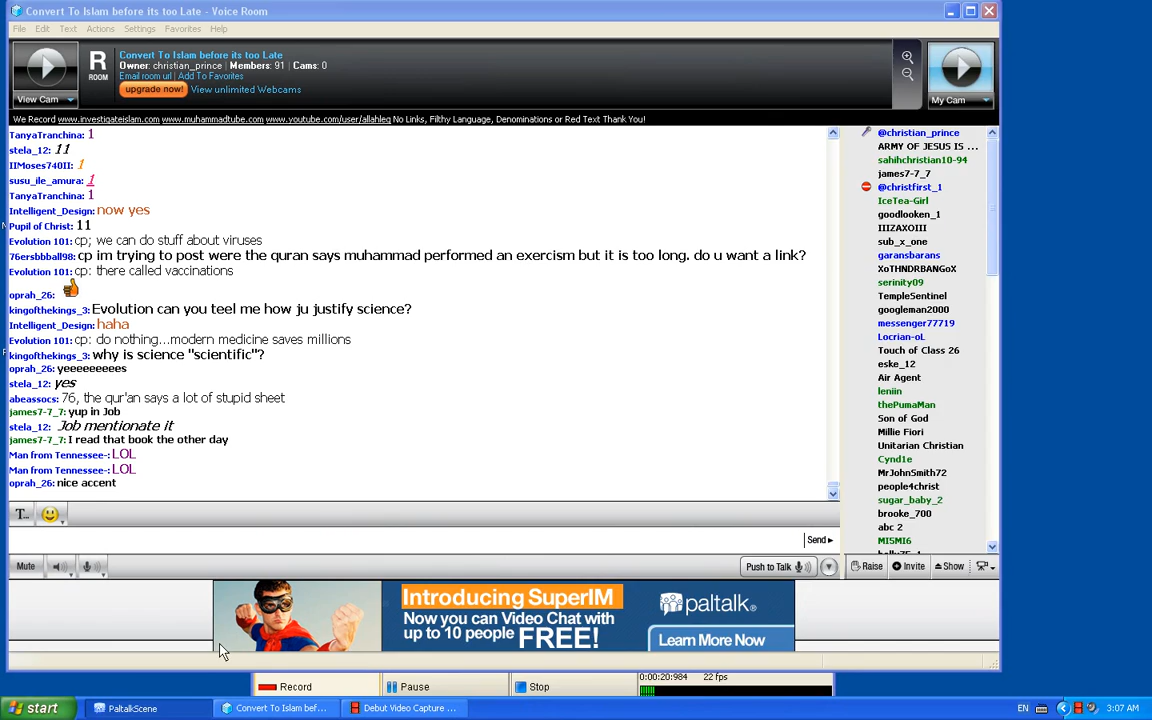 Convert To Islam before its too Late - Voice Room
File Edit Text Actions Settings Favorites Help
View Cam
R
ROOM
Convert To Islam before its too Late
Owner: christian_prince | Members: 91 | Cams: 0
Email room url | Add To Favorites
upgrade now! View unlimited Webcams
My Cam
We Record www.investigateislam.com www.muhammadtube.com www.youtube.com/user/allahleg No Links, Filthy Language, Denominations or Red Text Thank You!
TanyaTranchina: 1
stela_12: 11
IIMoses740II: 1
susu_ile_amura: 1
TanyaTranchina: 1
Intelligent_Design: now yes
Pupil of Christ: 11
Evolution 101: cp; we can do stuff about viruses
76ersbbball98: cp im trying to post were the quran says muhammad performed an exercism but it is too long. do u want a link?
Evolution 101: cp: there called vaccinations
oprah_26:
kingofthekings_3: Evolution can you teel me how ju justify science?
Intelligent_Design: haha
Evolution 101: cp: do nothing...modern medicine saves millions
kingofthekings_3: why is science "scientific"?
oprah_26: yeeeeeeeees
stela_12: yes
abeassocs: 76, the qur'an says a lot of stupid sheet
james7-7_7: yup in Job
stela_12: Job mentionate it
james7-7_7: I read that book the other day
Man from Tennessee-: LOL
Man from Tennessee-: LOL
oprah_26: nice accent
@christian_prince
ARMY OF JESUS IS ...
sahihchristian10-94
james7-7_7
@christfirst_1
IceTea-Girl
goodlooken_1
IIIZAXOIII
sub_x_one
garansbarans
XoTHNDRBANGoX
serinity09
TempleSentinel
googleman2000
messenger77719
Locrian-oL
Touch of Class 26
eske_12
Air Agent
leniin
thePumaMan
Son of God
Millie Fiori
Unitarian Christian
Cynd1e
MrJohnSmith72
people4christ
sugar_baby_2
brooke_700
abc 2
MI5MI6
T...
Send
Mute
Push to Talk
Raise Invite Show
Introducing SuperIM
Now you can Video Chat with
up to 10 people FREE!
paltalk
Learn More Now
Record Pause Stop
0:00:20:984 22 fps
start PaltalkScene Convert To Islam bef... Debut Video Capture ... EN 3:07 AM